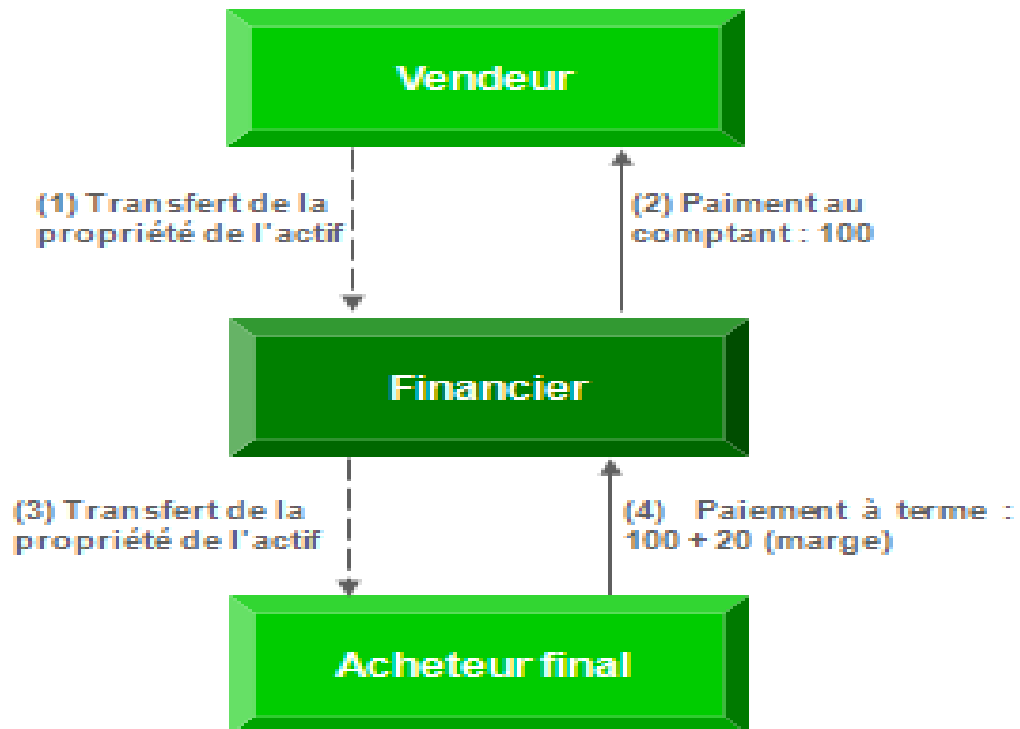 Vendeur
(1) Transfert de la
propriété de l'actif
(2) Paiment au
comptant : 100
Financier
(3) Transfert de la
propriété de l'actif
(4) Paiement à terme :
100 + 20 (marge)
Acheteur final